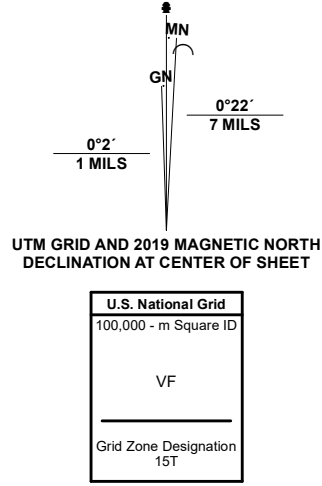 MN
GN
0°22´
7 MILS
0°2´
1 MILS
UTM GRID AND 2019 MAGNETIC NORTH
DECLINATION AT CENTER OF SHEET
U.S. National Grid
100,000 - m Square ID
VF
Grid Zone Designation
15T